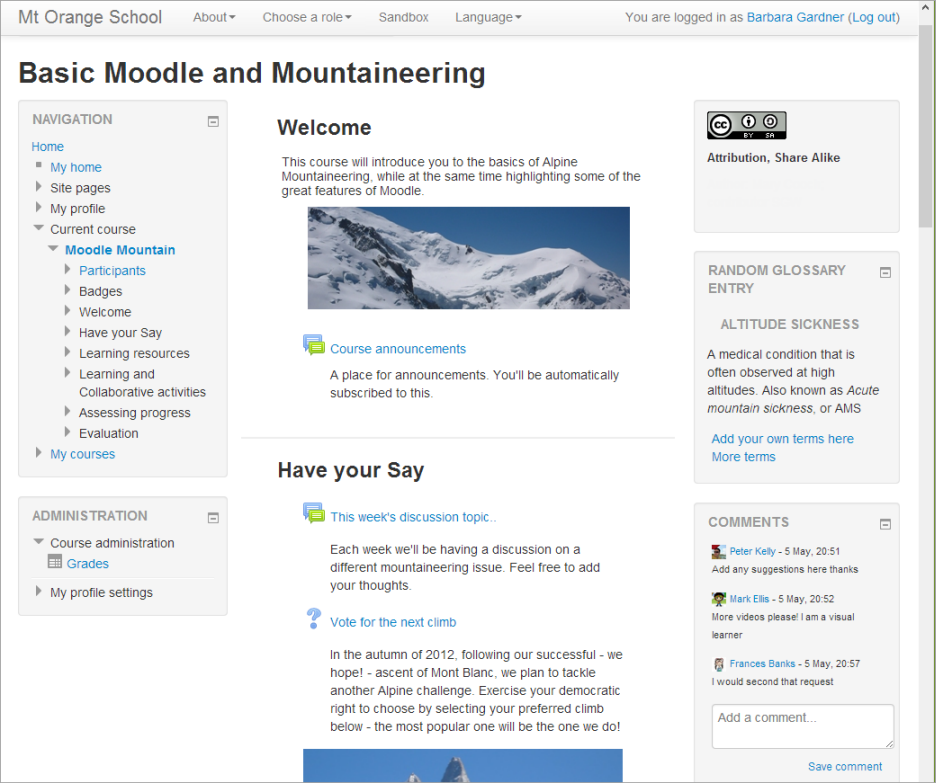 Mt Orange School About Choose a role Sandbox Language You are logged in as Barbara Gardner (Log out)
Basic Moodle and Mountaineering
NAVIGATION
Home
My home
Site pages
My profile
Current course
Moodle Mountain
Participants
Badges
Welcome
Have your Say
Learning resources
Learning and
Collaborative activities
Assessing progress
Evaluation
My courses
ADMINISTRATION
Course administration
Grades
My profile settings
Welcome
This course will introduce you to the basics of Alpine
Mountaineering, while at the same time highlighting some of the
great features of Moodle.
Course announcements
A place for announcements. You'll be automatically
subscribed to this.
Have your Say
This week's discussion topic..
Each week we'll be having a discussion on a
different mountaineering issue. Feel free to add
your thoughts.
Vote for the next climb
In the autumn of 2012, following our successful - we
hope! - ascent of Mont Blanc, we plan to tackle
another Alpine challenge. Exercise your democratic
right to choose by selecting your preferred climb
below - the most popular one will be the one we do!
cc BY SA
Attribution, Share Alike
RANDOM GLOSSARY
ENTRY
ALTITUDE SICKNESS
A medical condition that is
often observed at high
altitudes. Also known as Acute
mountain sickness, or AMS
Add your own terms here
More terms
COMMENTS
Peter Kelly - 5 May, 20:51
Add any suggestions here thanks
Mark Ellis - 5 May, 20:52
More videos please! I am a visual
learner
Frances Banks - 5 May, 20:57
I would second that request
Add a comment...
Save comment